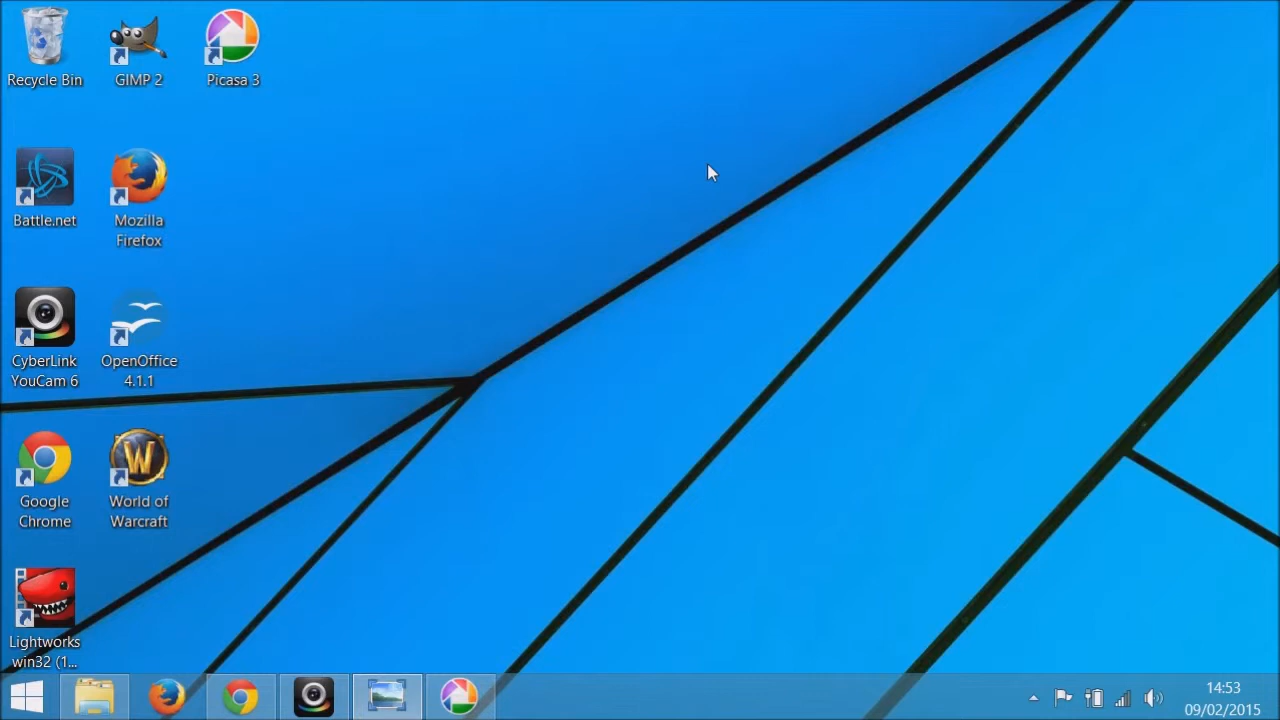 Recycle Bin
GIMP 2
Picasa 3
Battle.net
Mozilla
Firefox
CyberLink
YouCam 6
OpenOffice
4.1.1
Google
Chrome
World of
Warcraft
Lightworks
win32 (1...
14:53
09/02/2015